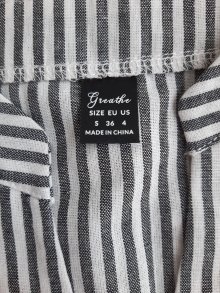 Greathe
SIZE EU US
S 36 4
MADE IN CHINA